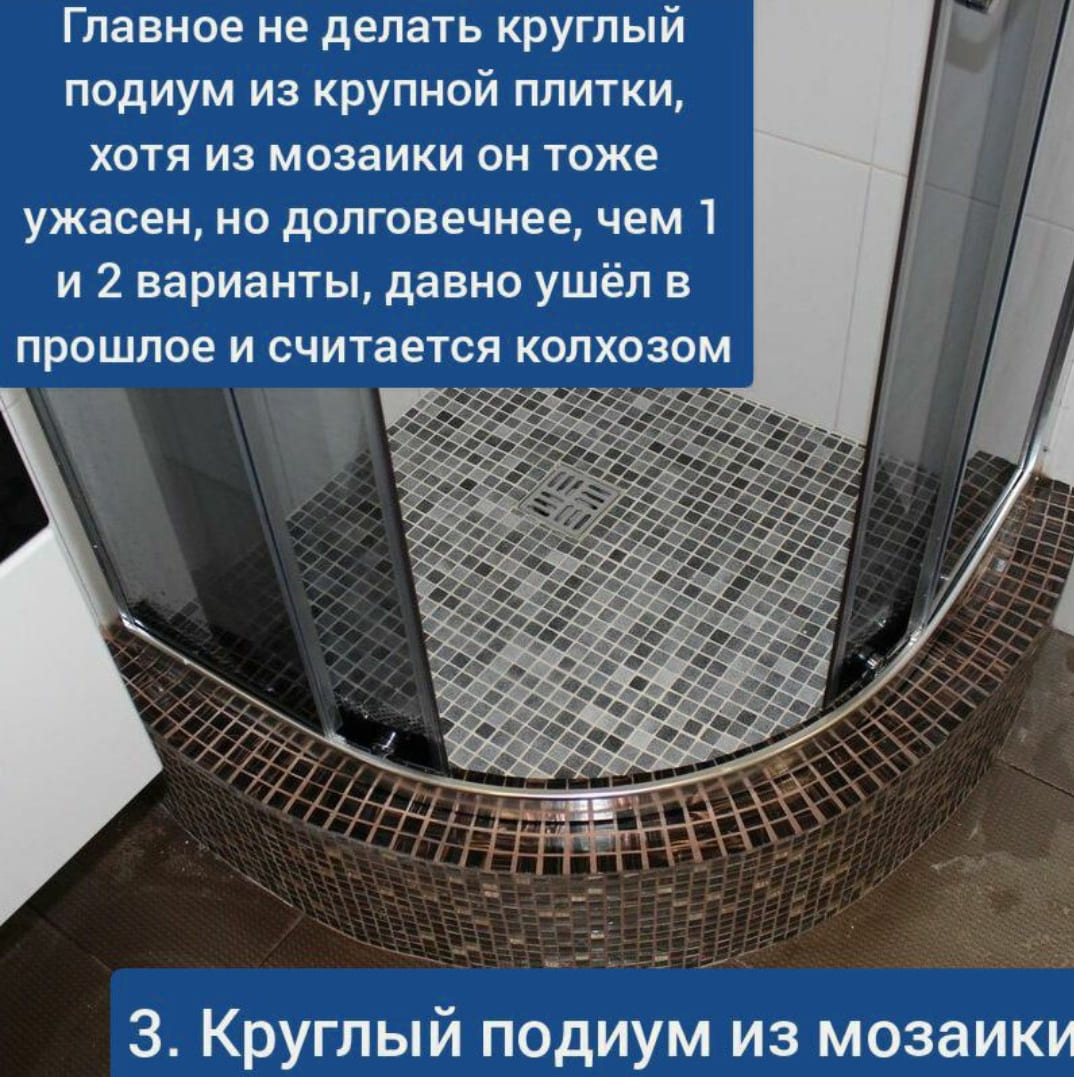 Главное не делать круглый
подиум из крупной плитки,
хотя из мозаики он тоже
ужасен, но долговечнее, чем 1
и 2 варианты, давно ушёл в
прошлое и считается колхозом
3. Круглый подиум из мозаики